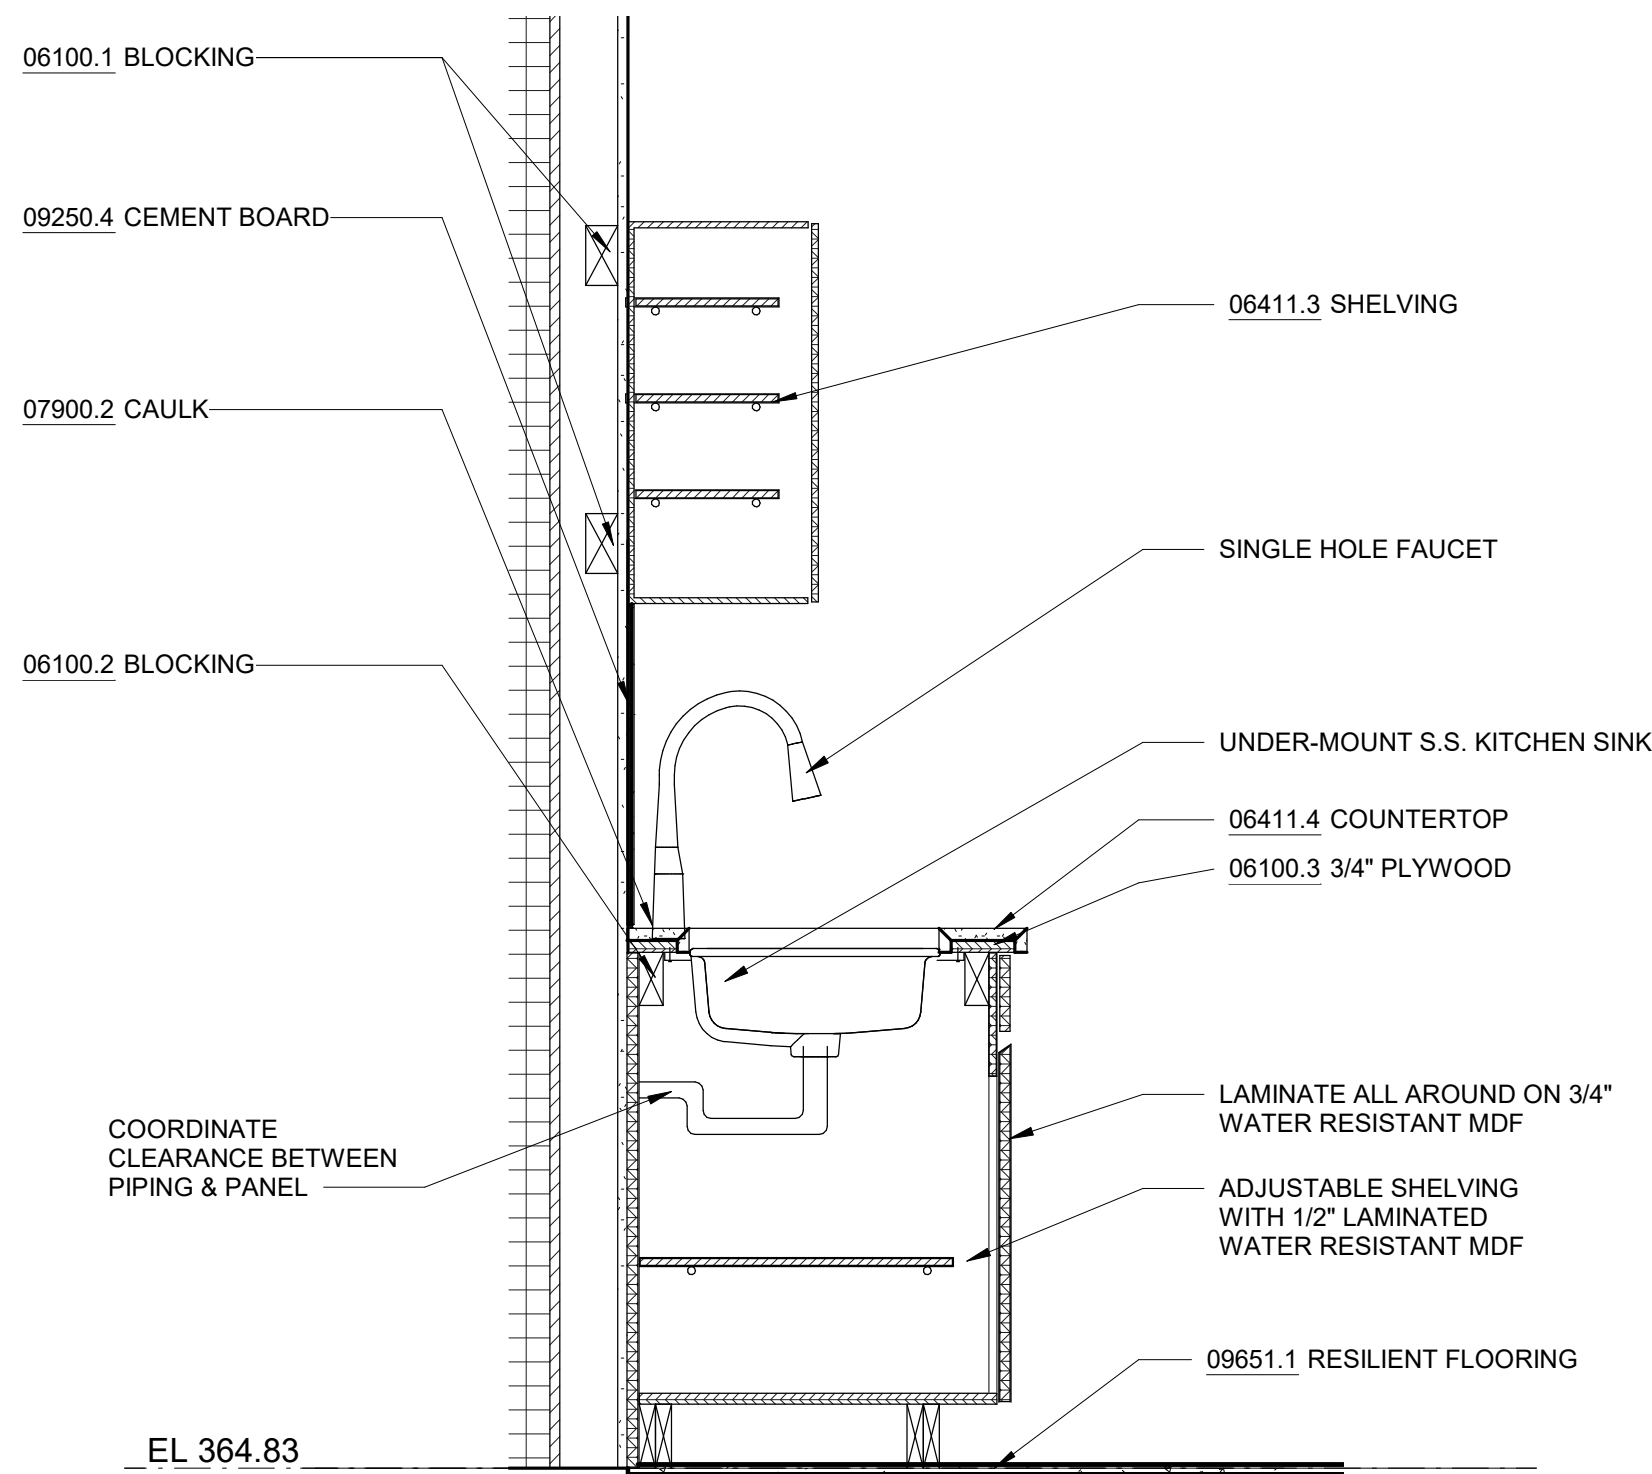 06100.1 BLOCKING
09250.4 CEMENT BOARD
07900.2 CAULK
06100.2 BLOCKING
COORDINATE
CLEARANCE BETWEEN
PIPING & PANEL
EL 364.83
06411.3 SHELVING
SINGLE HOLE FAUCET
UNDER-MOUNT S.S. KITCHEN SINK
06411.4 COUNTERTOP
06100.3 3/4" PLYWOOD
LAMINATE ALL AROUND ON 3/4"
WATER RESISTANT MDF
ADJUSTABLE SHELVING
WITH 1/2" LAMINATED
WATER RESISTANT MDF
09651.1 RESILIENT FLOORING